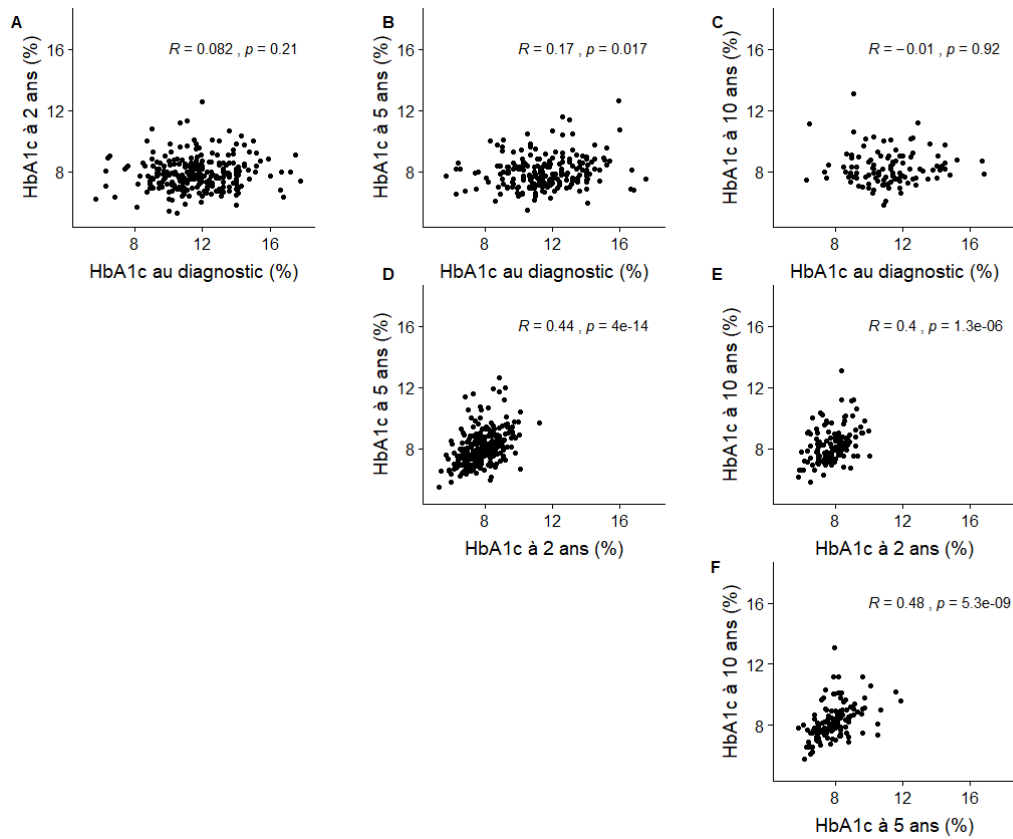 A
HbA1c à 2 ans (%)
16
12
8
R = 0.082 , p = 0.21
8 12 16
HbA1c au diagnostic (%)
B
HbA1c à 5 ans (%)
16
12
8
R = 0.17 , p = 0.017
8 12 16
HbA1c au diagnostic (%)
C
HbA1c à 10 ans (%)
16
12
8
R = −0.01 , p = 0.92
8 12 16
HbA1c au diagnostic (%)
D
HbA1c à 5 ans (%)
16
12
8
R = 0.44 , p = 4e-14
8 12 16
HbA1c à 2 ans (%)
E
HbA1c à 10 ans (%)
16
12
8
R = 0.4 , p = 1.3e-06
8 12 16
HbA1c à 2 ans (%)
F
HbA1c à 10 ans (%)
16
12
8
R = 0.48 , p = 5.3e-09
8 12 16
HbA1c à 5 ans (%)